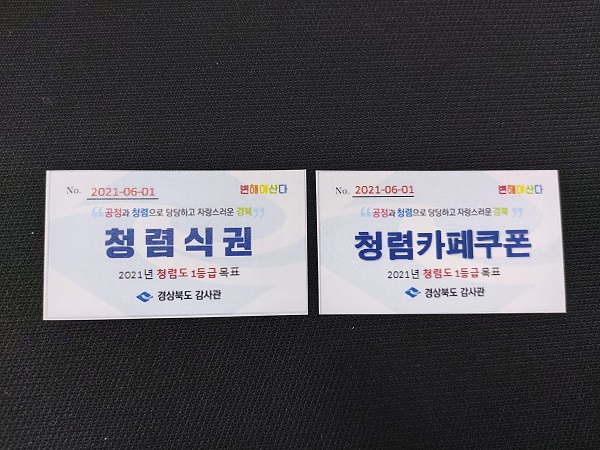 No. 2021-06-01 변해야산다
“공정과 청렴으로 당당하고 자랑스러운 경북”
청렴식권
2021년 청렴도 1등급 목표
경상북도 감사관
No. 2021-06-01 변해야산다
“공정과 청렴으로 당당하고 자랑스러운 경북”
청렴카페쿠폰
2021년 청렴도 1등급 목표
경상북도 감사관